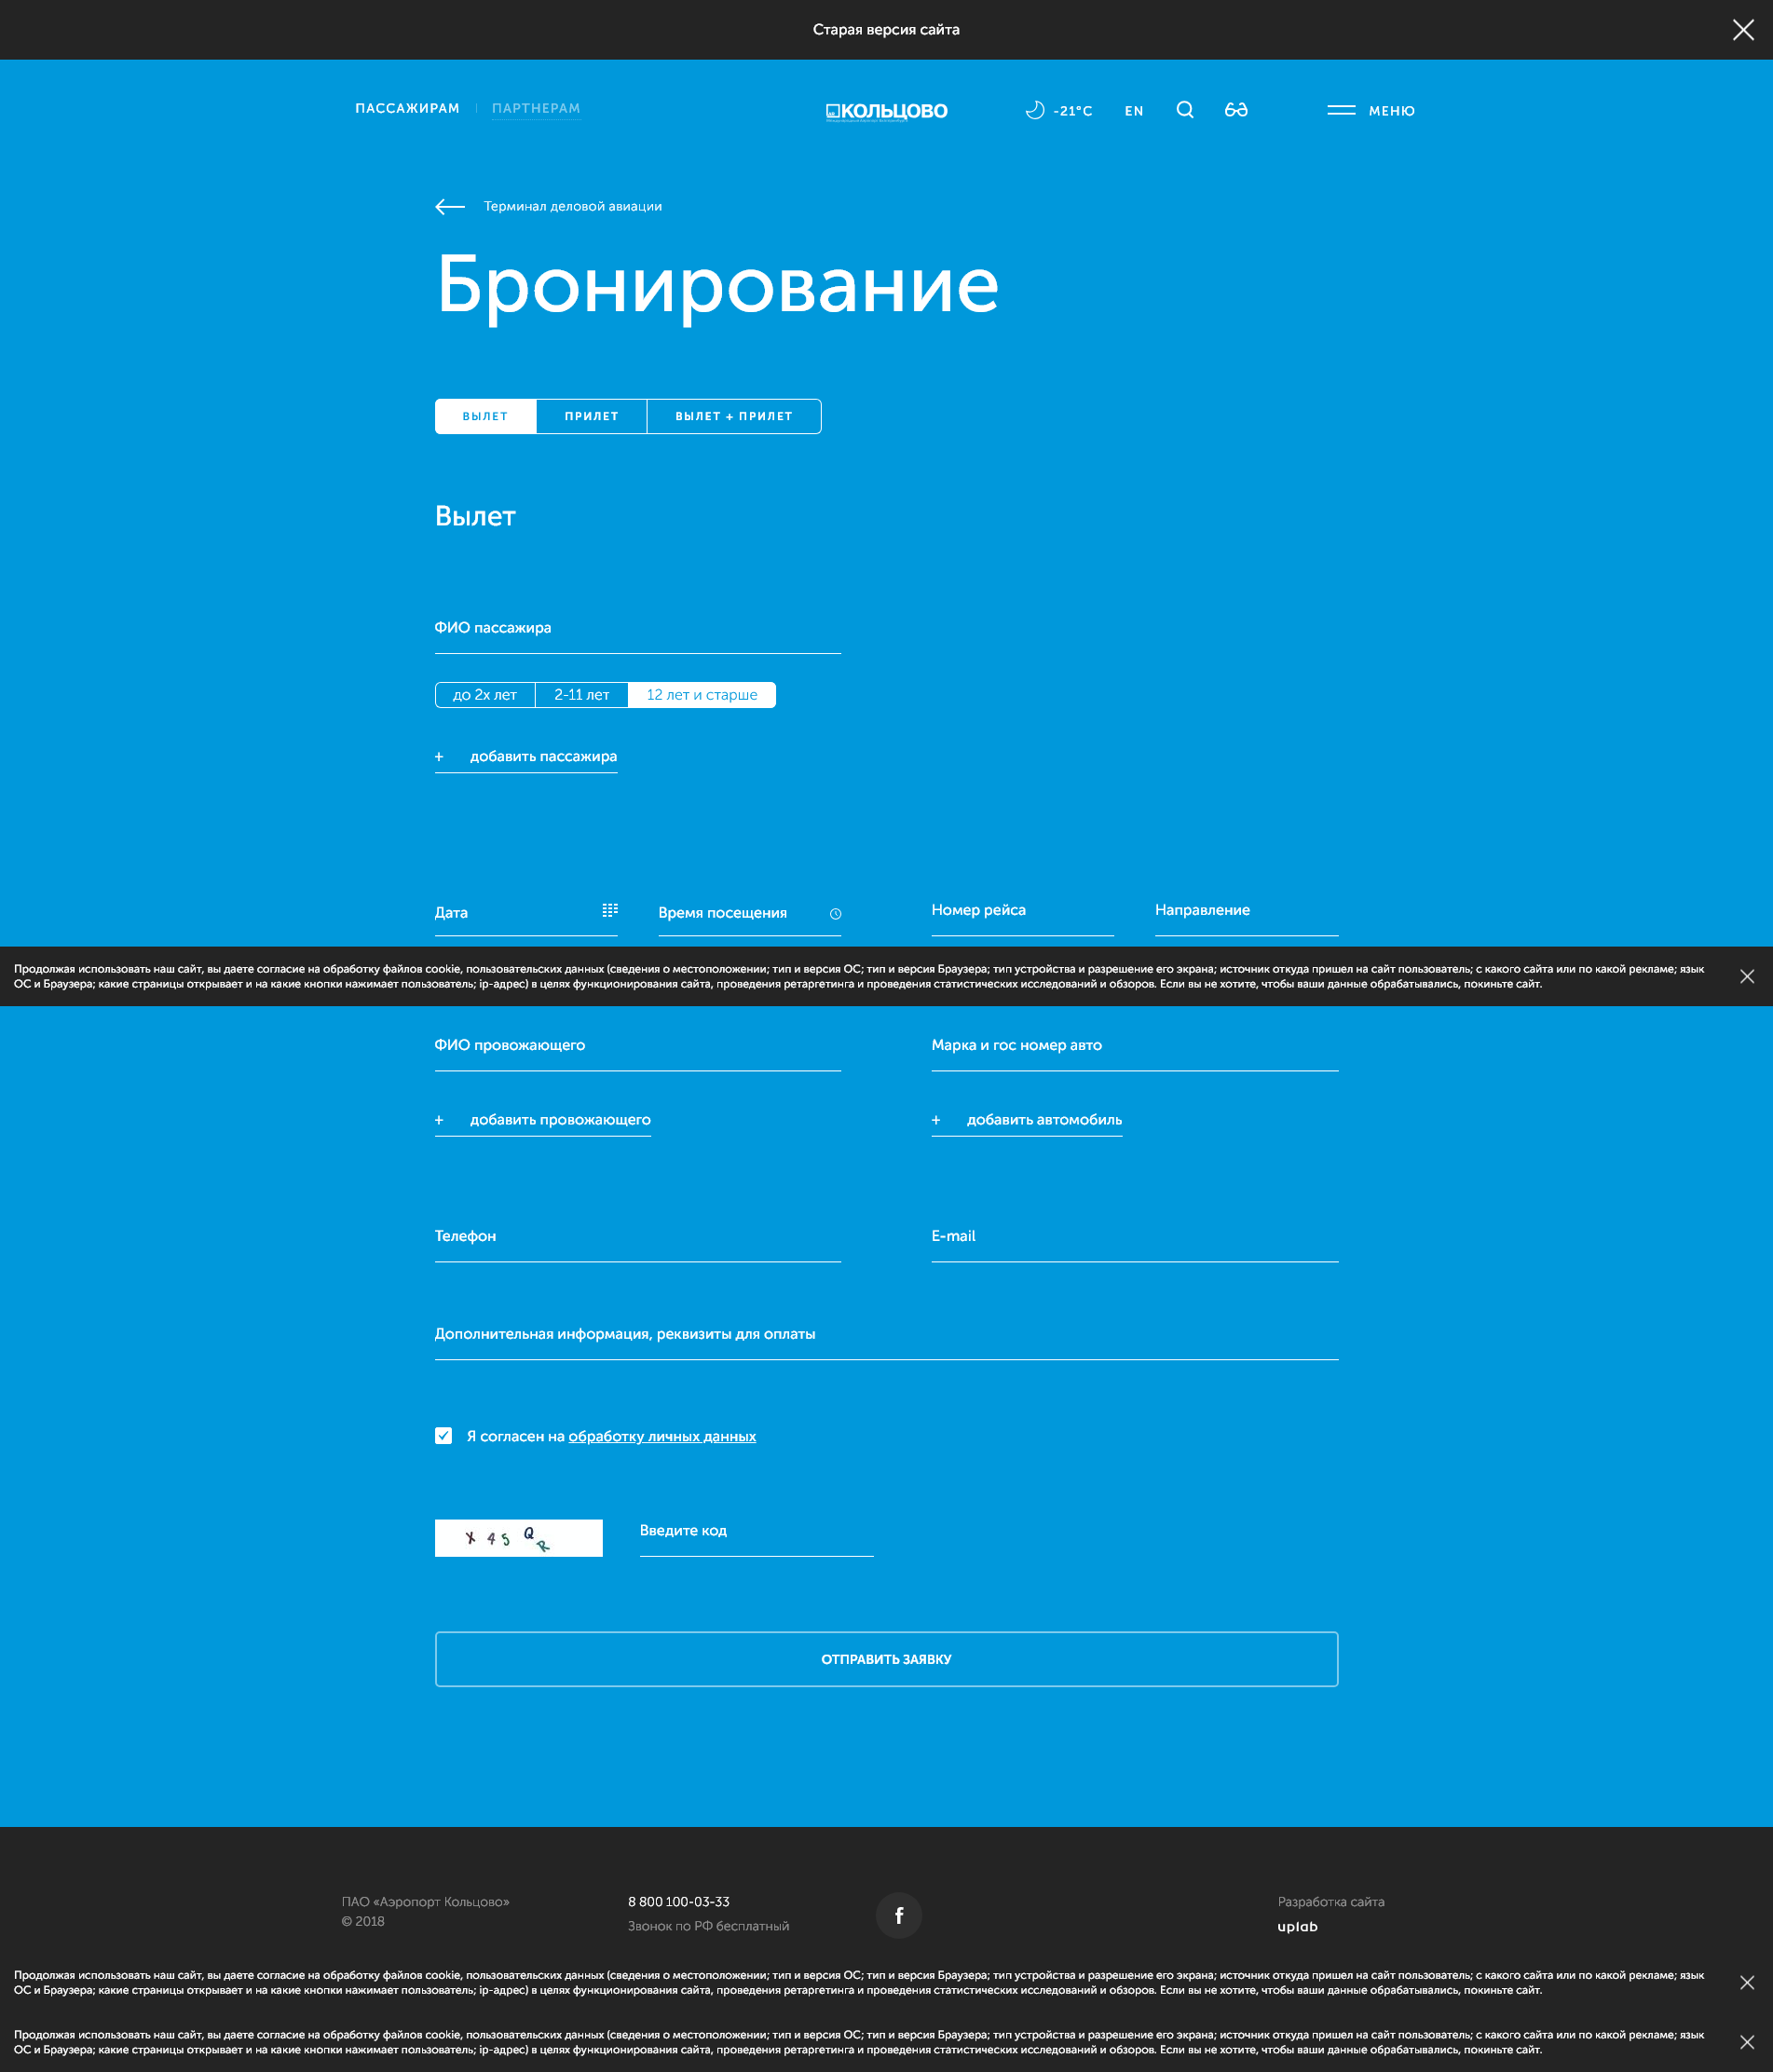 Старая версия сайта
ПАССАЖИРАМ
ПАРТНЕРАМ
КОЛЬЦОВО
-21°C
EN
МЕНЮ
Терминал деловой авиации
Бронирование
ВЫЛЕТ
ПРИЛЕТ
ВЫЛЕТ + ПРИЛЕТ
Вылет
ФИО пассажира
до 2х лет
2-11 лет
12 лет и старше
+ добавить пассажира
Дата
Время посещения
Номер рейса
Направление
Продолжая использовать наш сайт, вы даете согласие на обработку файлов cookie, пользовательских данных (сведения о местоположении; тип и версия ОС; тип и версия Браузера; тип устройства и разрешение его экрана; источник откуда пришел на сайт пользователь; с какого сайта или по какой рекламе; язык
ОС и Браузера; какие страницы открывает и на какие кнопки нажимает пользователь; ip-адрес) в целях функционирования сайта, проведения ретаргетинга и проведения статистических исследований и обзоров. Если вы не хотите, чтобы ваши данные обрабатывались, покиньте сайт.
ФИО провожающего
Марка и гос номер авто
+ добавить провожающего
+ добавить автомобиль
Телефон
E-mail
Дополнительная информация, реквизиты для оплаты
Я согласен на обработку личных данных
X 4 5 Q R
Введите код
ОТПРАВИТЬ ЗАЯВКУ
ПАО «Аэропорт Кольцово»
© 2018
8 800 100-03-33
Звонок по РФ бесплатный
f
Разработка сайта
uplab
Продолжая использовать наш сайт, вы даете согласие на обработку файлов cookie, пользовательских данных (сведения о местоположении; тип и версия ОС; тип и версия Браузера; тип устройства и разрешение его экрана; источник откуда пришел на сайт пользователь; с какого сайта или по какой рекламе; язык
ОС и Браузера; какие страницы открывает и на какие кнопки нажимает пользователь; ip-адрес) в целях функционирования сайта, проведения ретаргетинга и проведения статистических исследований и обзоров. Если вы не хотите, чтобы ваши данные обрабатывались, покиньте сайт.
Продолжая использовать наш сайт, вы даете согласие на обработку файлов cookie, пользовательских данных (сведения о местоположении; тип и версия ОС; тип и версия Браузера; тип устройства и разрешение его экрана; источник откуда пришел на сайт пользователь; с какого сайта или по какой рекламе; язык
ОС и Браузера; какие страницы открывает и на какие кнопки нажимает пользователь; ip-адрес) в целях функционирования сайта, проведения ретаргетинга и проведения статистических исследований и обзоров. Если вы не хотите, чтобы ваши данные обрабатывались, покиньте сайт.